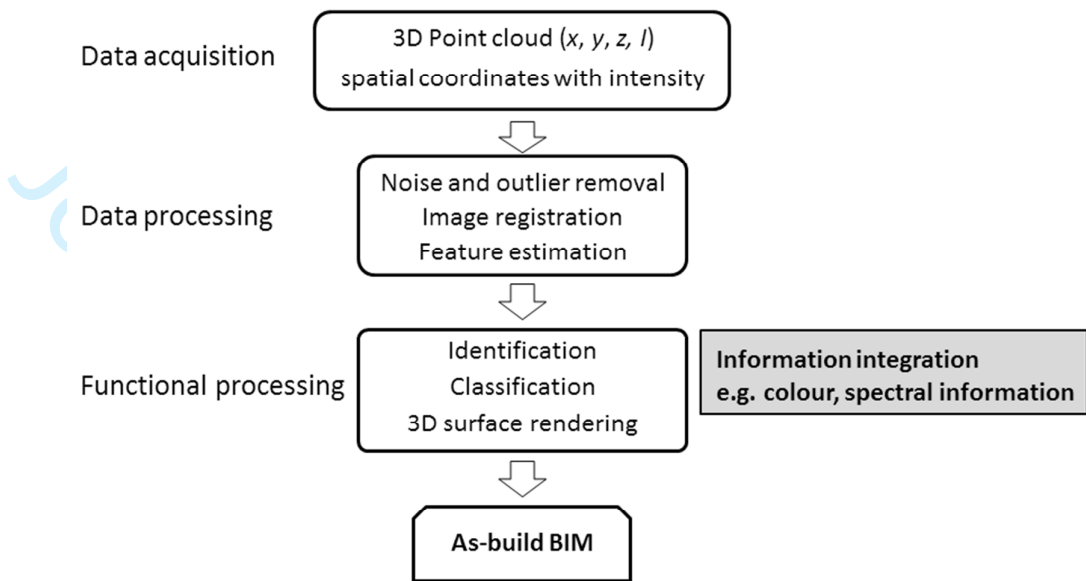 Data acquisition
3D Point cloud (x, y, z, I)
spatial coordinates with intensity
Data processing
Noise and outlier removal
Image registration
Feature estimation
Functional processing
Identification
Classification
3D surface rendering
Information integration
e.g. colour, spectral information
As-build BIM